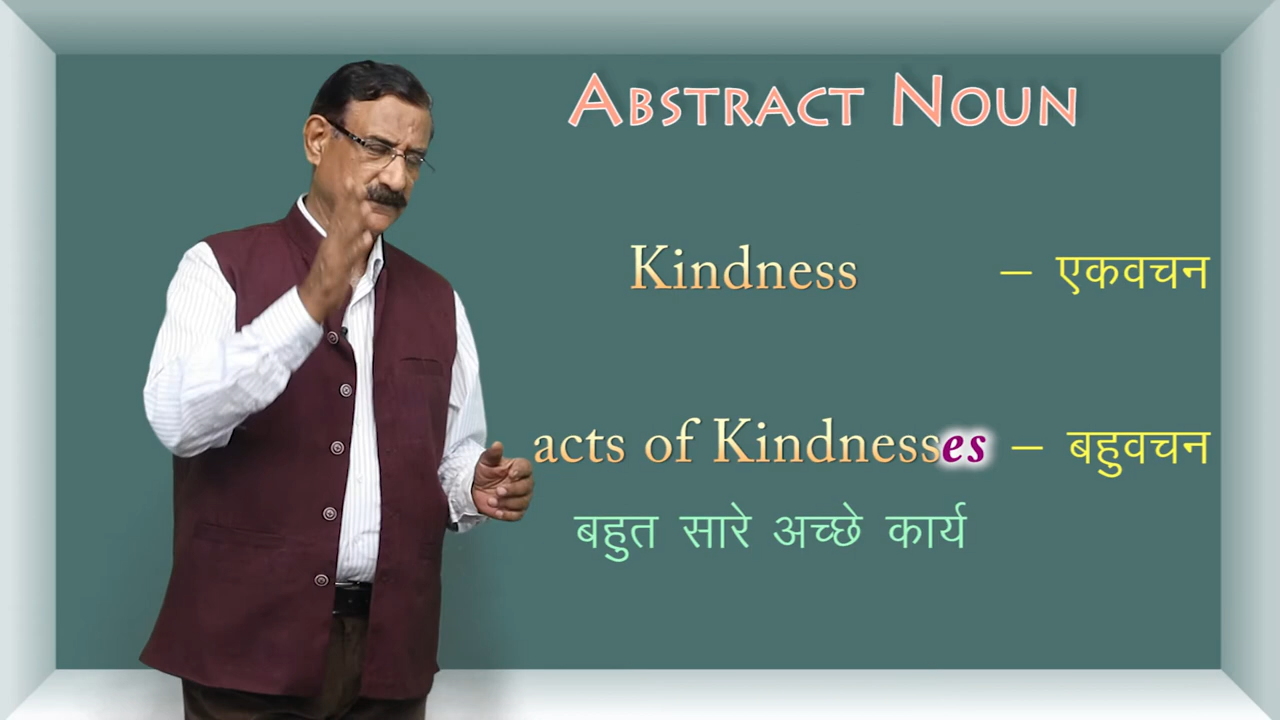 ABSTRACT NOUN
Kindness – एकवचन
acts of Kindnesses – बहुवचन
बहुत सारे अच्छे कार्य